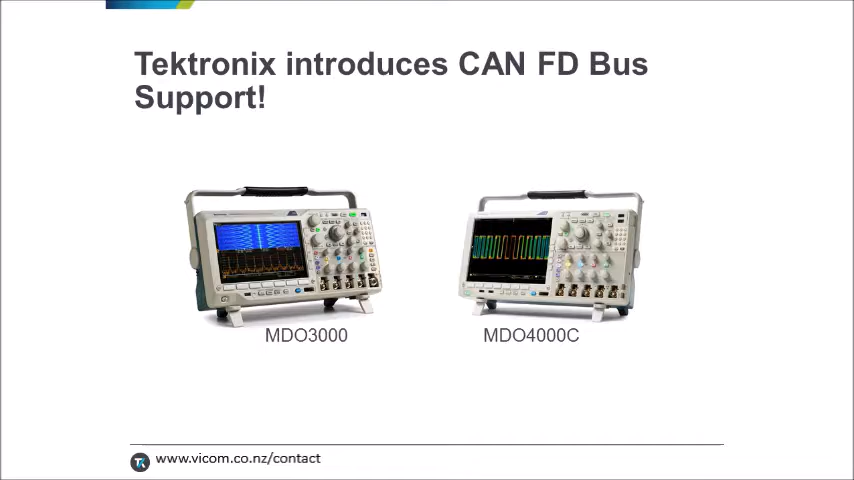 Tektronix introduces CAN FD Bus
Support!
MDO3000
MDO4000C
www.vicom.co.nz/contact